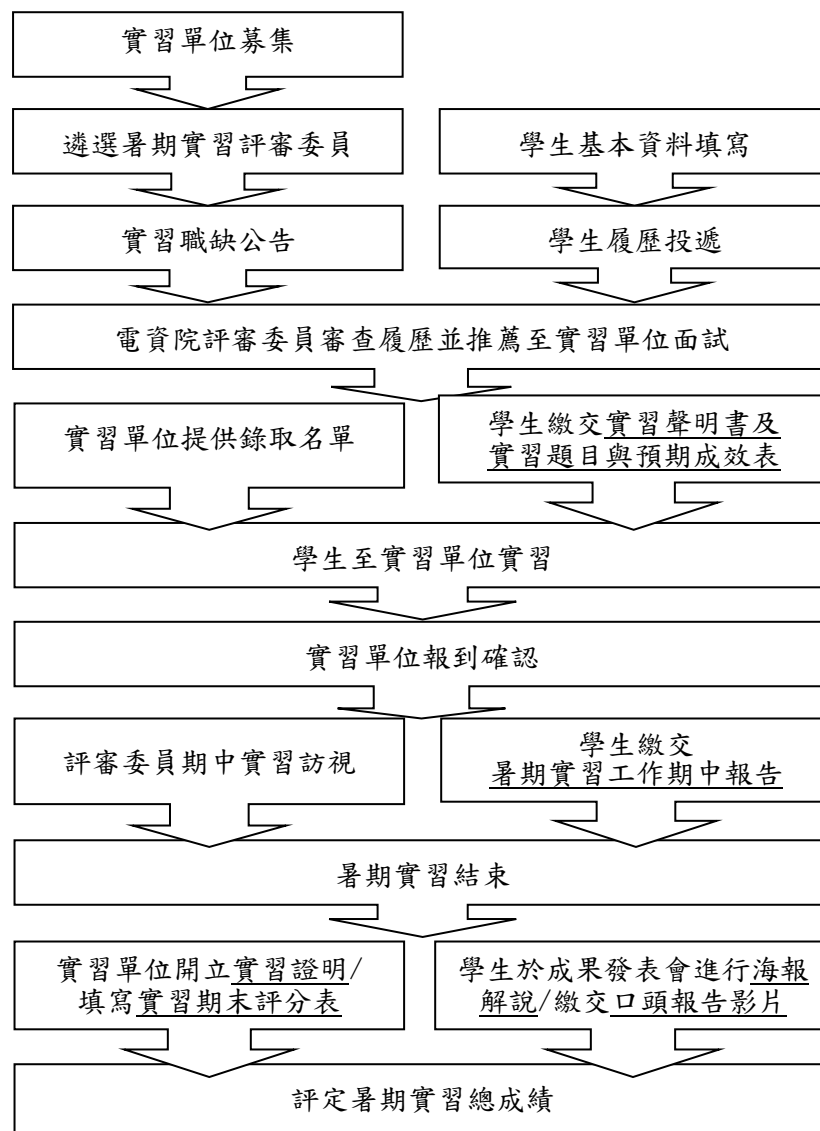 實習單位募集
遴選暑期實習評審委員
學生基本資料填寫
實習職缺公告
學生履歷投遞
電資院評審委員審查履歷並推薦至實習單位面試
實習單位提供錄取名單
學生繳交實習聲明書及
實習題目與預期成效表
學生至實習單位實習
實習單位報到確認
評審委員期中實習訪視
學生繳交
暑期實習工作期中報告
暑期實習結束
實習單位開立實習證明/
填寫實習期末評分表
學生於成果發表會進行海報
解說/繳交口頭報告影片
評定暑期實習總成績